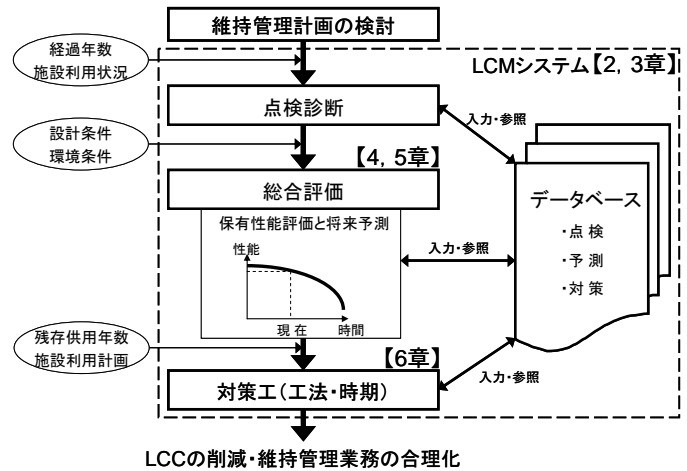 維持管理計画の検討
経過年数
施設利用状況
LCMシステム【2, 3章】
点検診断
入力・参照
設計条件
環境条件
【4, 5章】
総合評価
データベース
・点 検
・予 測
・対 策
保有性能評価と将来予測
性能
入力・参照
現 在
時間
残存供用年数
施設利用計画
【6章】
対策工(工法・時期)
入力・参照
LCCの削減・維持管理業務の合理化